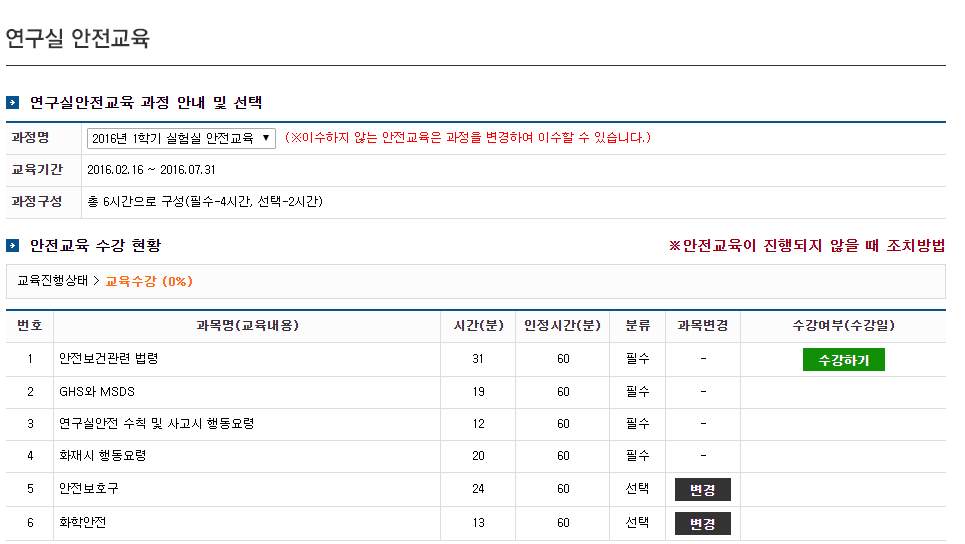 연구실 안전교육
연구실안전교육 과정 안내 및 선택
과정명 2016년 1학기 실험실 안전교육 ▼ (※이수하지 않는 안전교육은 과정을 변경하여 이수할 수 있습니다.)
교육기간 2016.02.16 ~ 2016.07.31
과정구성 총 6시간으로 구성(필수-4시간, 선택-2시간)
안전교육 수강 현황 ※안전교육이 진행되지 않을 때 조치방법
교육진행상태 > 교육수강 (0%)
번호 과목명(교육내용) 시간(분) 인정시간(분) 분류 과목변경 수강여부(수강일)
1 안전보건관련 법령 31 60 필수 - 수강하기
2 GHS와 MSDS 19 60 필수 -
3 연구실안전 수칙 및 사고시 행동요령 12 60 필수 -
4 화재시 행동요령 20 60 필수 -
5 안전보호구 24 60 선택 변경
6 화학안전 13 60 선택 변경